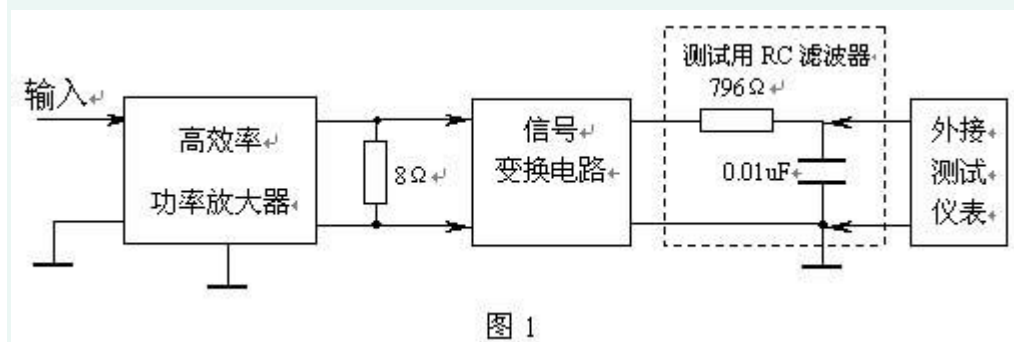 测试用 RC 滤波器
796Ω
输入
高效率
功率放大器
8Ω
信号
变换电路
0.01uF
外接
测试
仪表
图 1